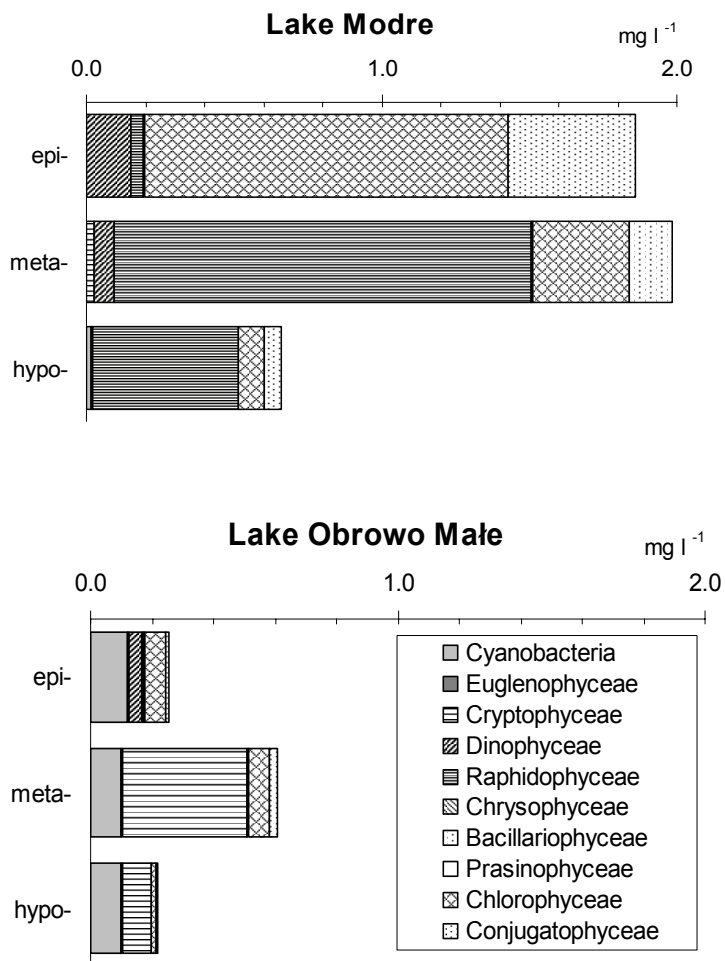 Lake Modre
mg l -1
0.0 1.0 2.0
epi-
meta-
hypo-
Lake Obrowo Małe
mg l -1
0.0 1.0 2.0
epi-
meta-
hypo-
Cyanobacteria
Euglenophyceae
Cryptophyceae
Dinophyceae
Raphidophyceae
Chrysophyceae
Bacillariophyceae
Prasinophyceae
Chlorophyceae
Conjugatophyceae